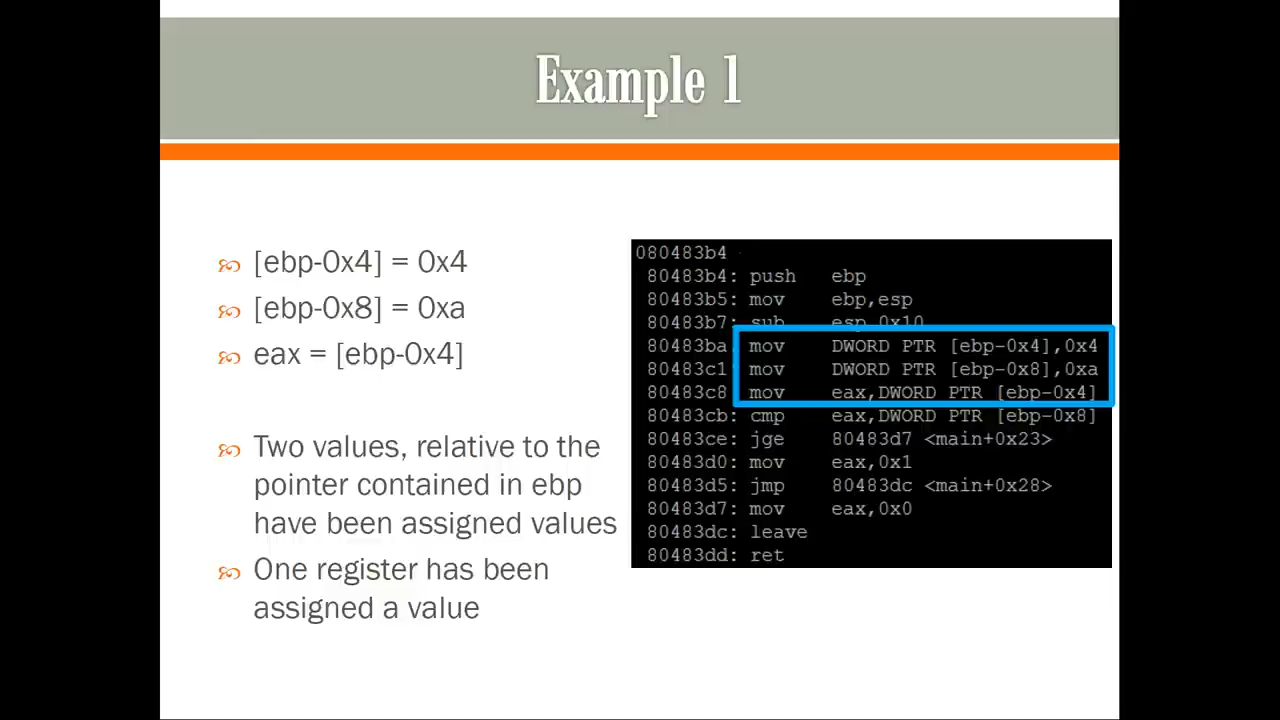 Example 1
[ebp-0x4] = 0x4
[ebp-0x8] = 0xa
eax = [ebp-0x4]
Two values, relative to the
pointer contained in ebp
have been assigned values
One register has been
assigned a value
080483b4
80483b4: push ebp
80483b5: mov ebp,esp
80483b7: sub esp,0x10
80483ba mov DWORD PTR [ebp-0x4],0x4
80483c1 mov DWORD PTR [ebp-0x8],0xa
80483c8 mov eax,DWORD PTR [ebp-0x4]
80483cb: cmp eax,DWORD PTR [ebp-0x8]
80483ce: jge 80483d7 <main+0x23>
80483d0: mov eax,0x1
80483d5: jmp 80483dc <main+0x28>
80483d7: mov eax,0x0
80483dc: leave
80483dd: ret